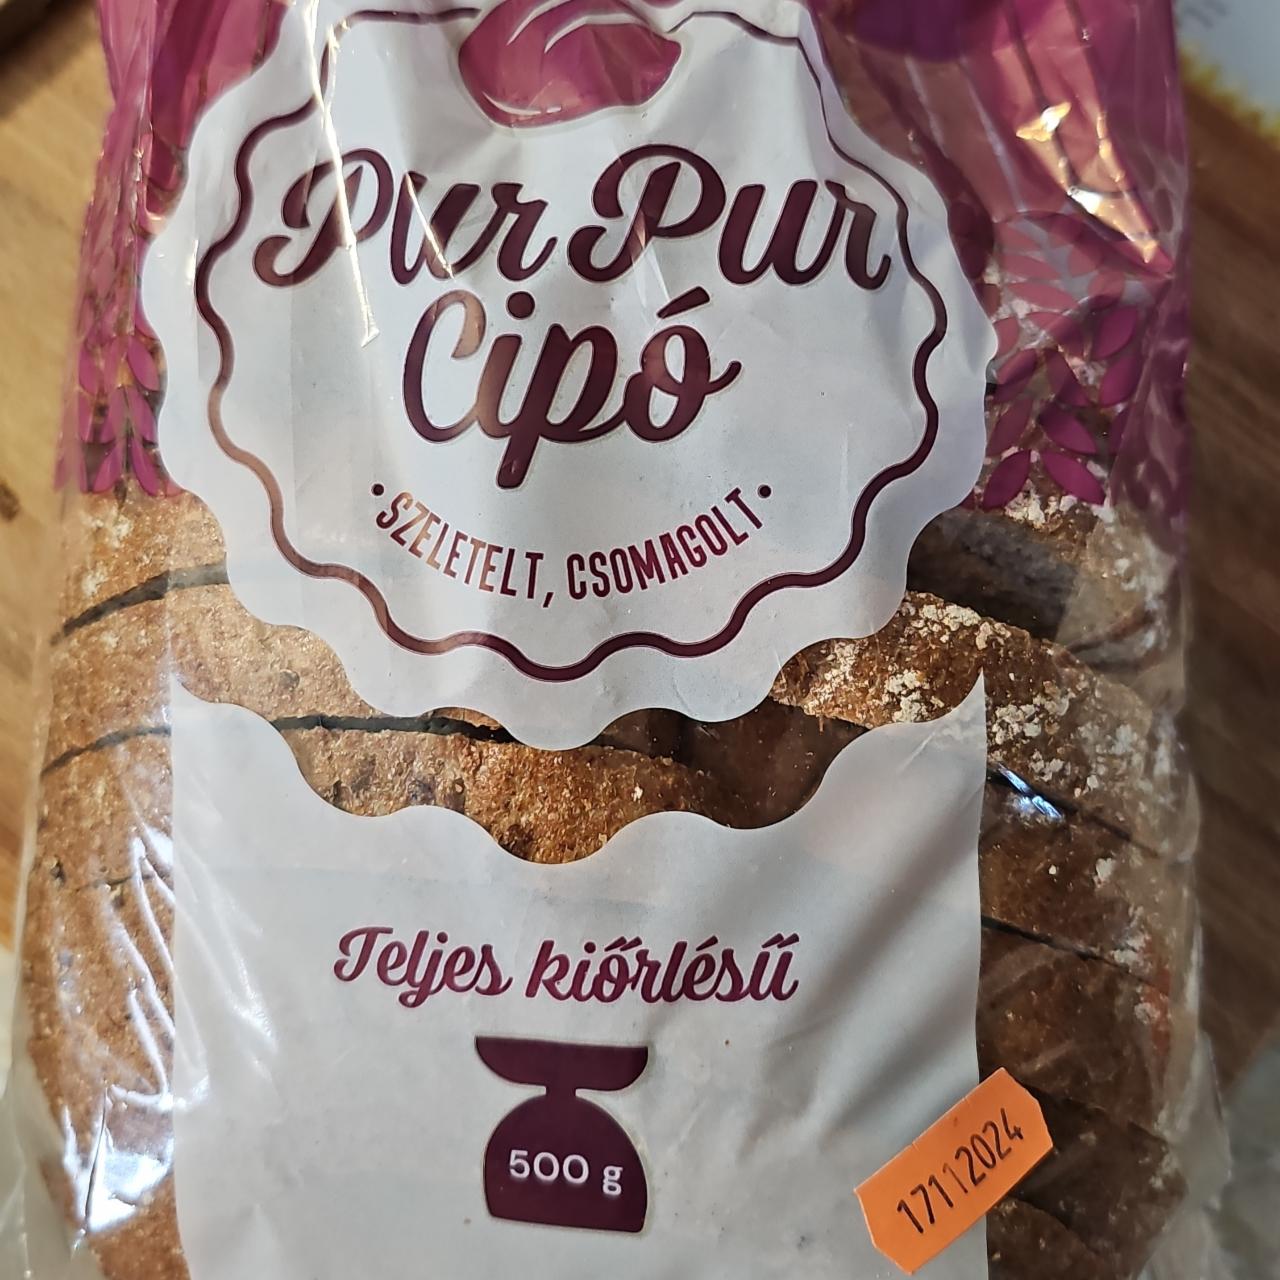 Pur Pur
Cipó
• SZELETELT, CSOMAGOLT •
Teljes kiőrlésű
500 g
17112024